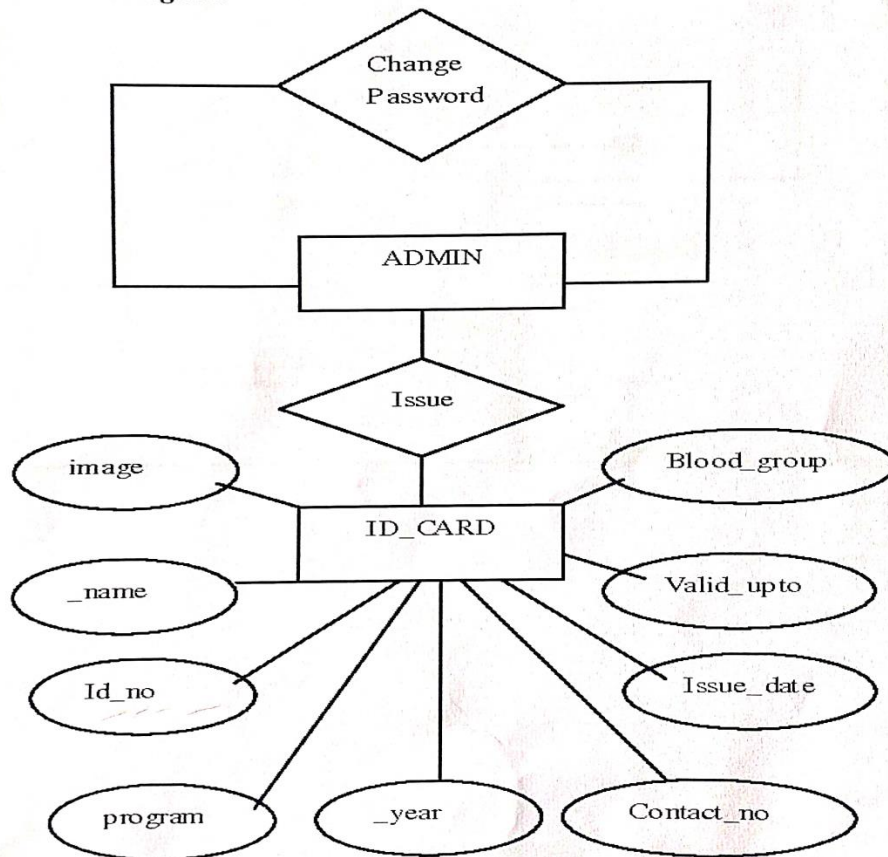 Change
Password
ADMIN
Issue
image
Blood_group
ID_CARD
_name
Valid_upto
Id_no
Issue_date
program
_year
Contact_no